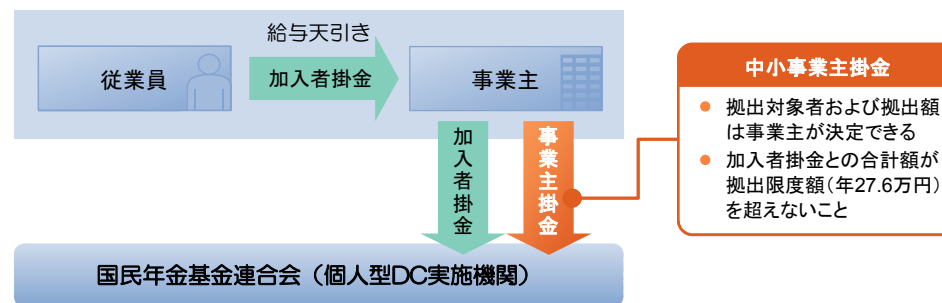 給与天引き
従業員
加入者掛金
事業主
加入者掛金
事業主掛金
国民年金基金連合会（個人型DC実施機関）
中小事業主掛金
● 拠出対象者および拠出額
は事業主が決定できる
● 加入者掛金との合計額が
拠出限度額（年27.6万円）
を超えないこと